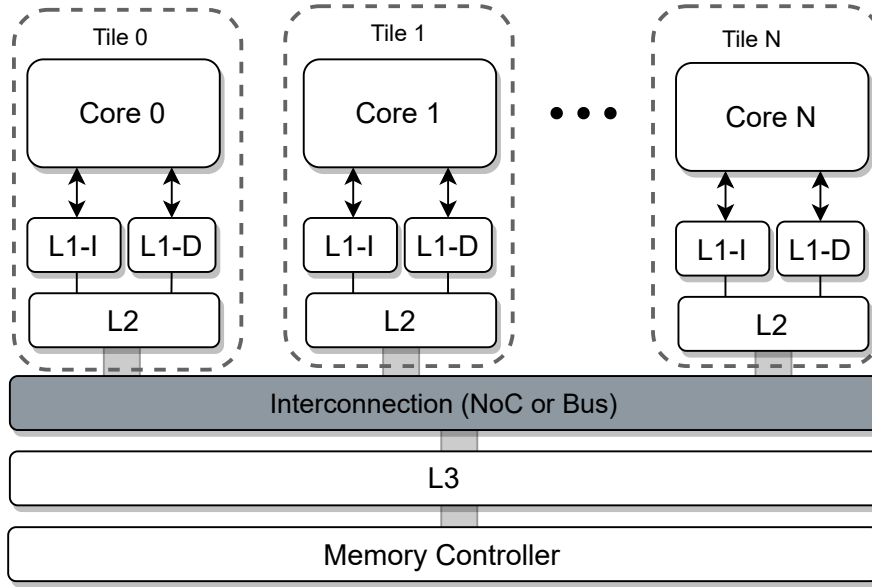 Tile 0
Tile 1
Tile N
Core 0
Core 1
Core N
L1-I
L1-D
L1-I
L1-D
L1-I
L1-D
L2
L2
L2
Interconnection (NoC or Bus)
L3
Memory Controller